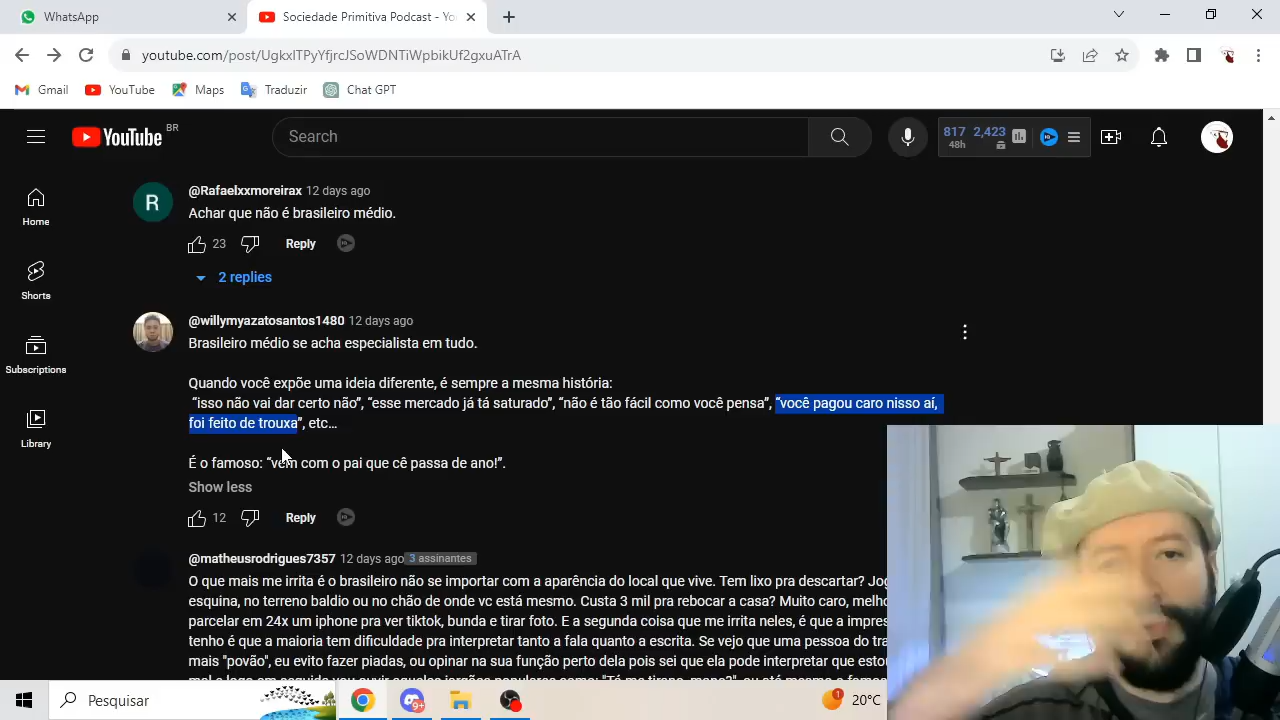 WhatsApp
Sociedade Primitiva Podcast - Yo
youtube.com/post/UgkxlTPyYfjrcJSoWDNTiWpbikUf2gxuATrA
Gmail
YouTube
Maps
Traduzir
Chat GPT
YouTube BR
Search
817 2,423
48h
@Rafaelxxmoreirax 12 days ago
R
Home
Achar que não é brasileiro médio.
23 Reply
2 replies
Shorts
@willymyazatosantos1480 12 days ago
Brasileiro médio se acha especialista em tudo.
Subscriptions
Quando você expõe uma ideia diferente, é sempre a mesma história:
“isso não vai dar certo não”, “esse mercado já tá saturado”, “não é tão fácil como você pensa”, “você pagou caro nisso aí,
foi feito de trouxa”, etc…
Library
É o famoso: “vem com o pai que cê passa de ano!”.
Show less
12 Reply
@matheusrodrigues7357 12 days ago 3 assinantes
O que mais me irrita é o brasileiro não se importar com a aparência do local que vive. Tem lixo pra descartar?
esquina, no terreno baldio ou no chão de onde vc está mesmo. Custa 3 mil pra rebocar a casa? Muito caro,
parcelar em 24x um iphone pra ver tiktok, bunda e tirar foto. E a segunda coisa que me irrita neles, é que a
tenho é que a maioria tem dificuldade pra interpretar tanto a fala quanto a escrita. Se vejo que uma pessoa do
mais "povão", eu evito fazer piadas, ou opinar na sua função perto dela pois sei que ela pode interpretar que
Pesquisar
9+
1
20°C